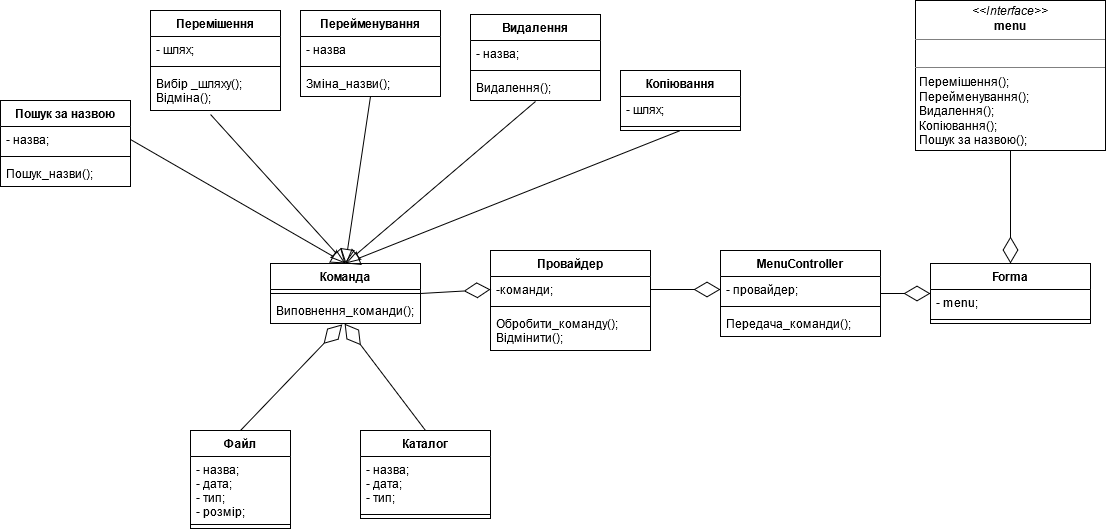 Пошук за назвою
- назва;
Пошук_назви();
Перемішення
- шлях;
Вибір _шляху();
Відміна();
Перейменування
- назва
Зміна_назви();
Видалення
- назва;
Видалення();
Копіювання
- шлях;
<<Interface>>
menu
Перемішення();
Перейменування();
Видалення();
Копіювання();
Пошук за назвою();
Команда
Виповнення_команди();
Провайдер
-команди;
Обробити_команду();
Відмінити();
MenuController
- провайдер;
Передача_команди();
Forma
- menu;
Файл
- назва;
- дата;
- тип;
- розмір;
Каталог
- назва;
- дата;
- тип;